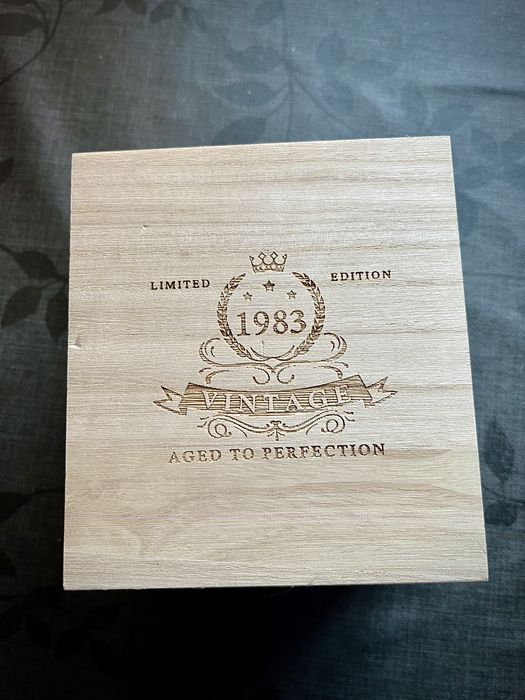 LIMITED EDITION
1983
VINTAGE
AGED TO PERFECTION